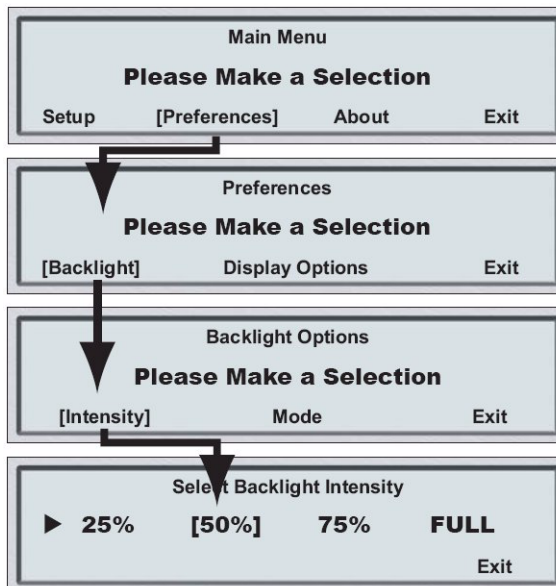 Main Menu
Please Make a Selection
Setup [Preferences] About Exit
Preferences
Please Make a Selection
[Backlight] Display Options Exit
Backlight Options
Please Make a Selection
[Intensity] Mode Exit
Select Backlight Intensity
▶ 25% [50%] 75% FULL
Exit